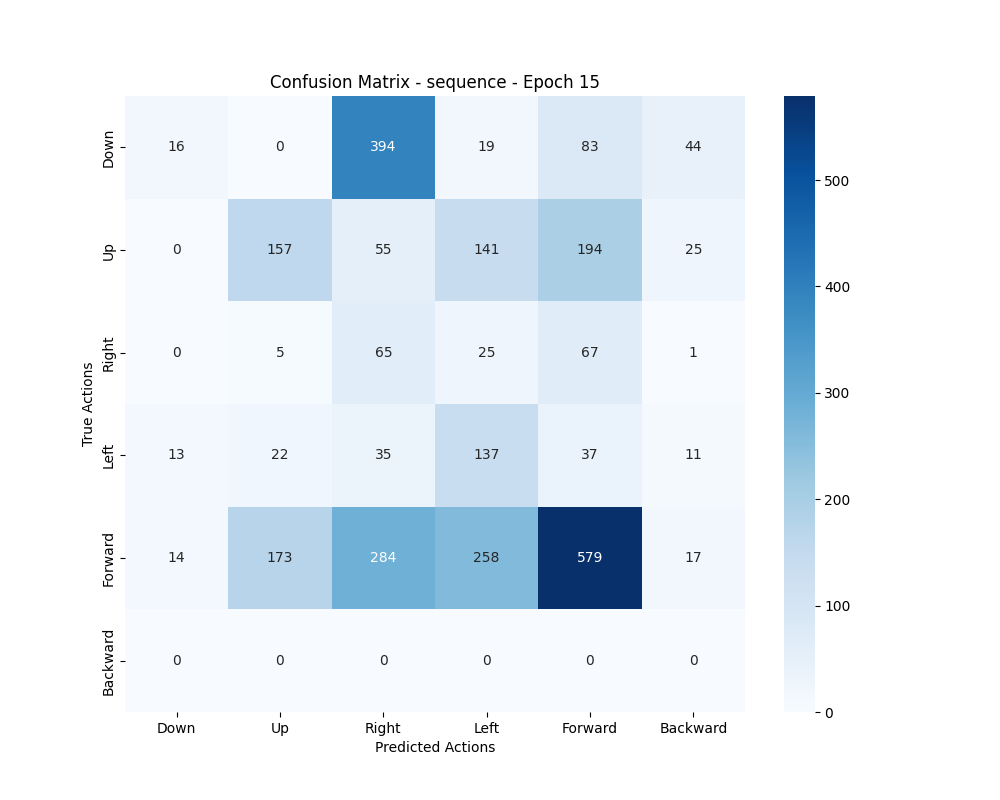 Confusion Matrix - sequence - Epoch 15
True Actions
Down 16 0 394 19 83 44
Up 0 157 55 141 194 25
Right 0 5 65 25 67 1
Left 13 22 35 137 37 11
Forward 14 173 284 258 579 17
Backward 0 0 0 0 0 0
Down Up Right Left Forward Backward
Predicted Actions
500
400
300
200
100
0